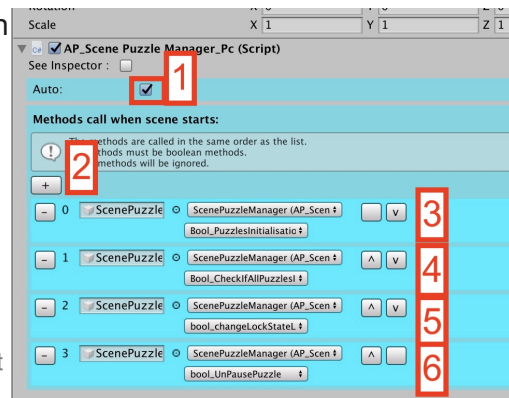 n
Scale X 1 Y 1 Z 1
AP_Scene Puzzle Manager_Pc (Script)
See Inspector :
1
Auto:
Methods call when scene starts:
methods are called in the same order as the list.
must be boolean methods.
methods will be ignored.
2
+
- 0 ScenePuzzle ScenePuzzleManager (AP_Scen v
Bool_PuzzlesInitialisatio
3
- 1 ScenePuzzle ScenePuzzleManager (AP_Scen ^ v
Bool_CheckIfAllPuzzlesI
4
- 2 ScenePuzzle ScenePuzzleManager (AP_Scen ^ v
bool_changeLockStateL
5
t
- 3 ScenePuzzle ScenePuzzleManager (AP_Scen ^
bool_UnPausePuzzle
6